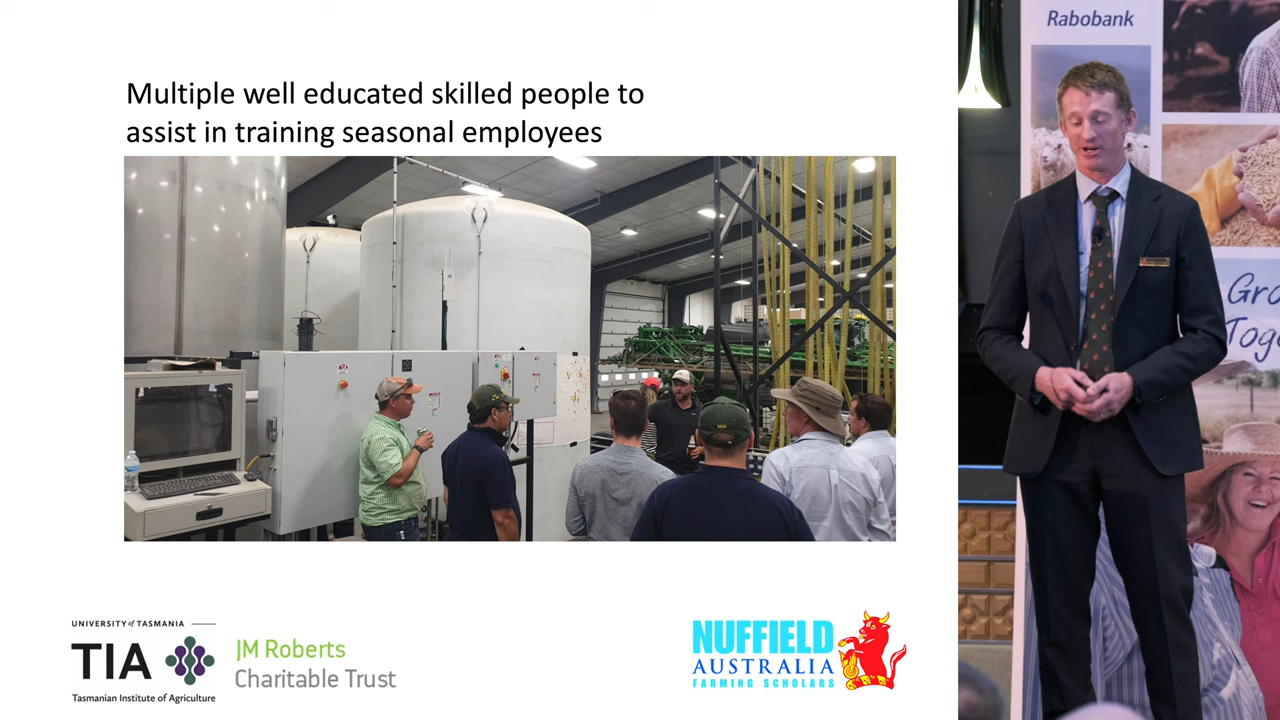 Multiple well educated skilled people to
assist in training seasonal employees
UNIVERSITY of TASMANIA
TIA
Tasmanian Institute of Agriculture
JM Roberts
Charitable Trust
NUFFIELD
AUSTRALIA
FARMING SCHOLARS
Rabobank